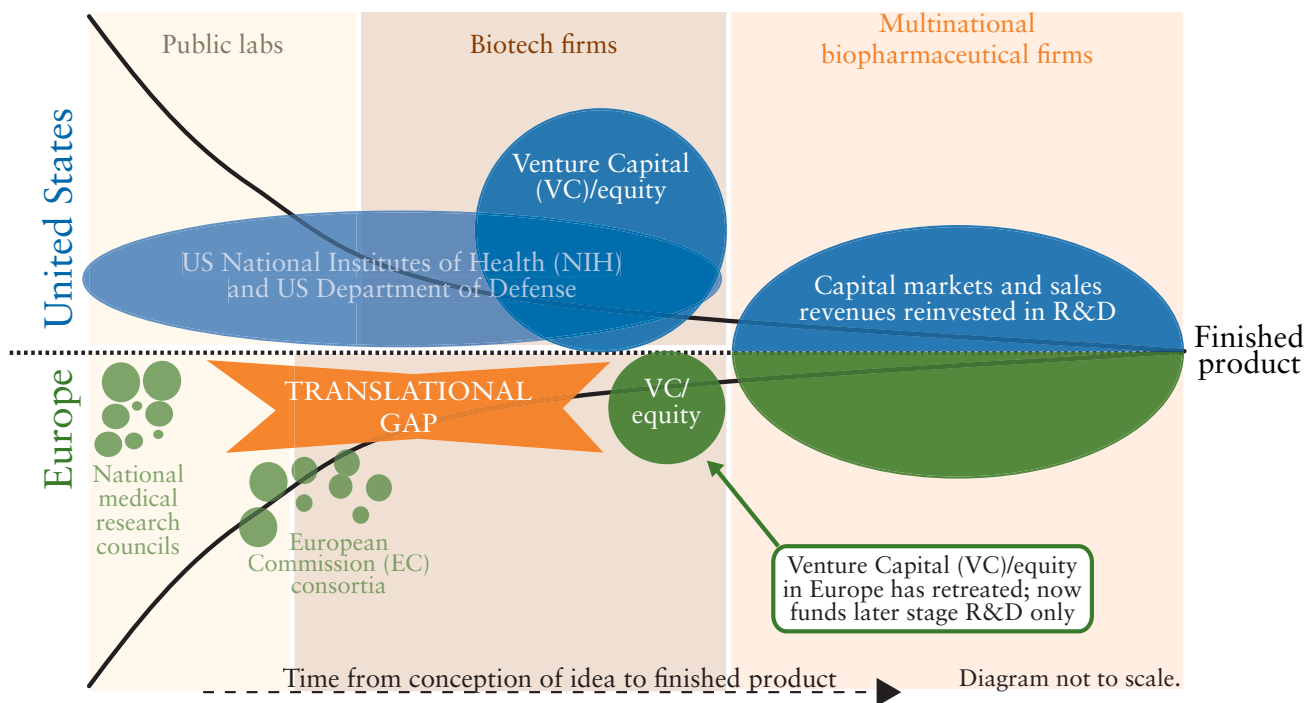 Public labs
Biotech firms
Multinational
biopharmaceutical firms
United States
Venture Capital
(VC)/equity
US National Institutes of Health (NIH)
and US Department of Defense
Capital markets and sales
revenues reinvested in R&D
Finished
product
Europe
TRANSLATIONAL
GAP
VC/
equity
National
medical
research
councils
European
Commission (EC)
consortia
Venture Capital (VC)/equity
in Europe has retreated; now
funds later stage R&D only
Time from conception of idea to finished product
Diagram not to scale.